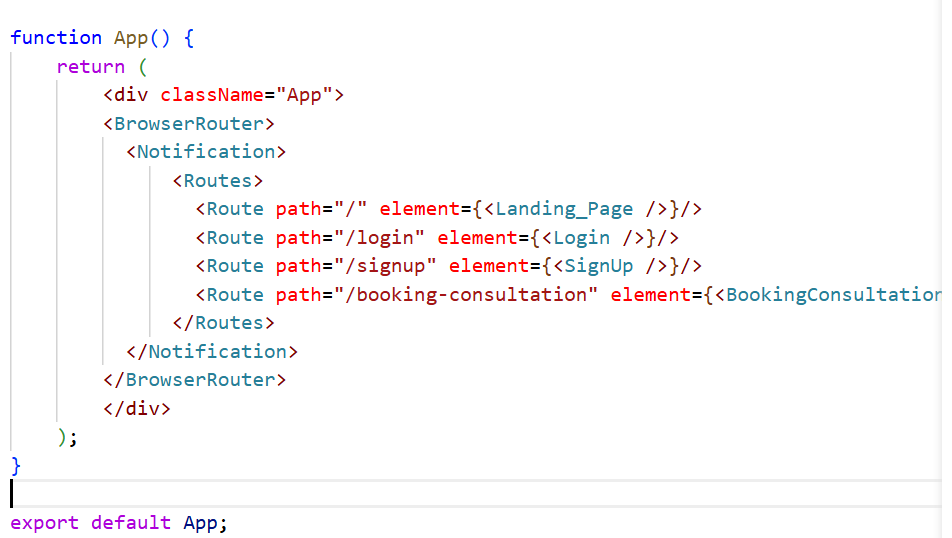 function App() {
    return (
        <div className="App">
        <BrowserRouter>
          <Notification>
              <Routes>
                <Route path="/" element={<Landing_Page />}/>
                <Route path="/login" element={<Login />}/>
                <Route path="/signup" element={<SignUp />}/>
                <Route path="/booking-consultation" element={<BookingConsultation
              </Routes>
          </Notification>
        </BrowserRouter>
        </div>
    );
}
export default App;